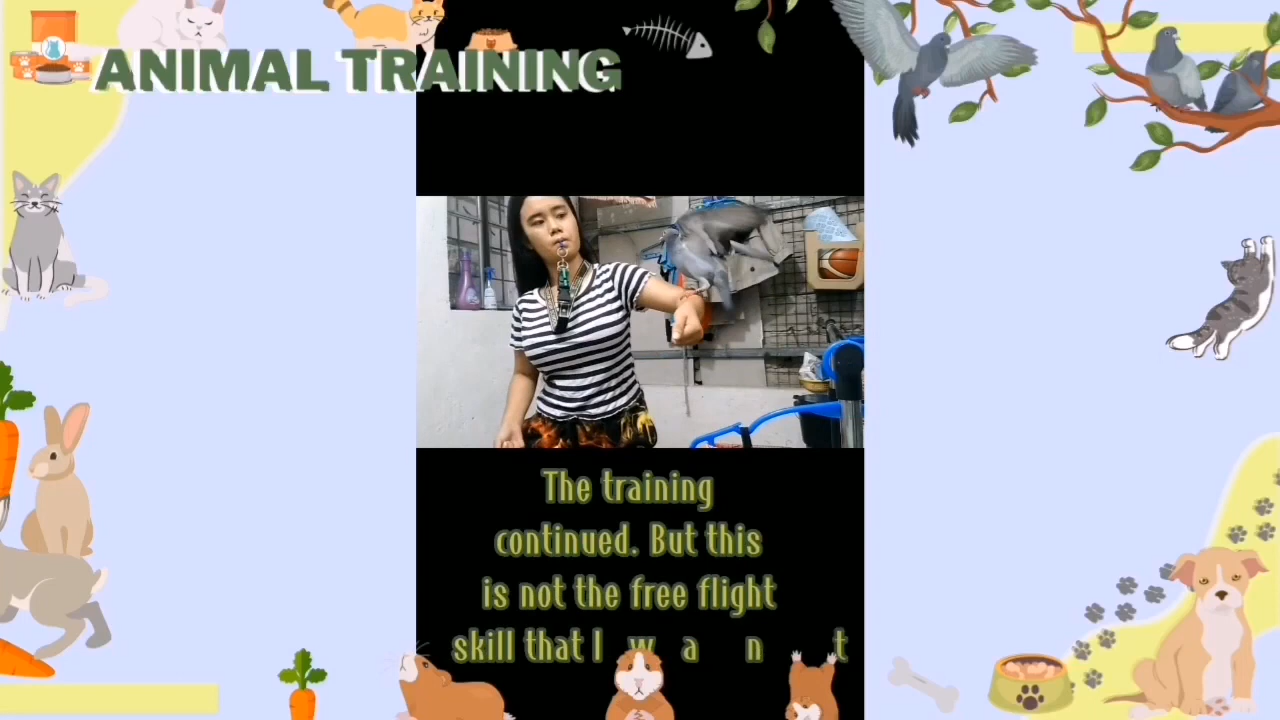 ANIMAL TRAINING
The training
continued. But this
is not the free flight
skill that I w a n t